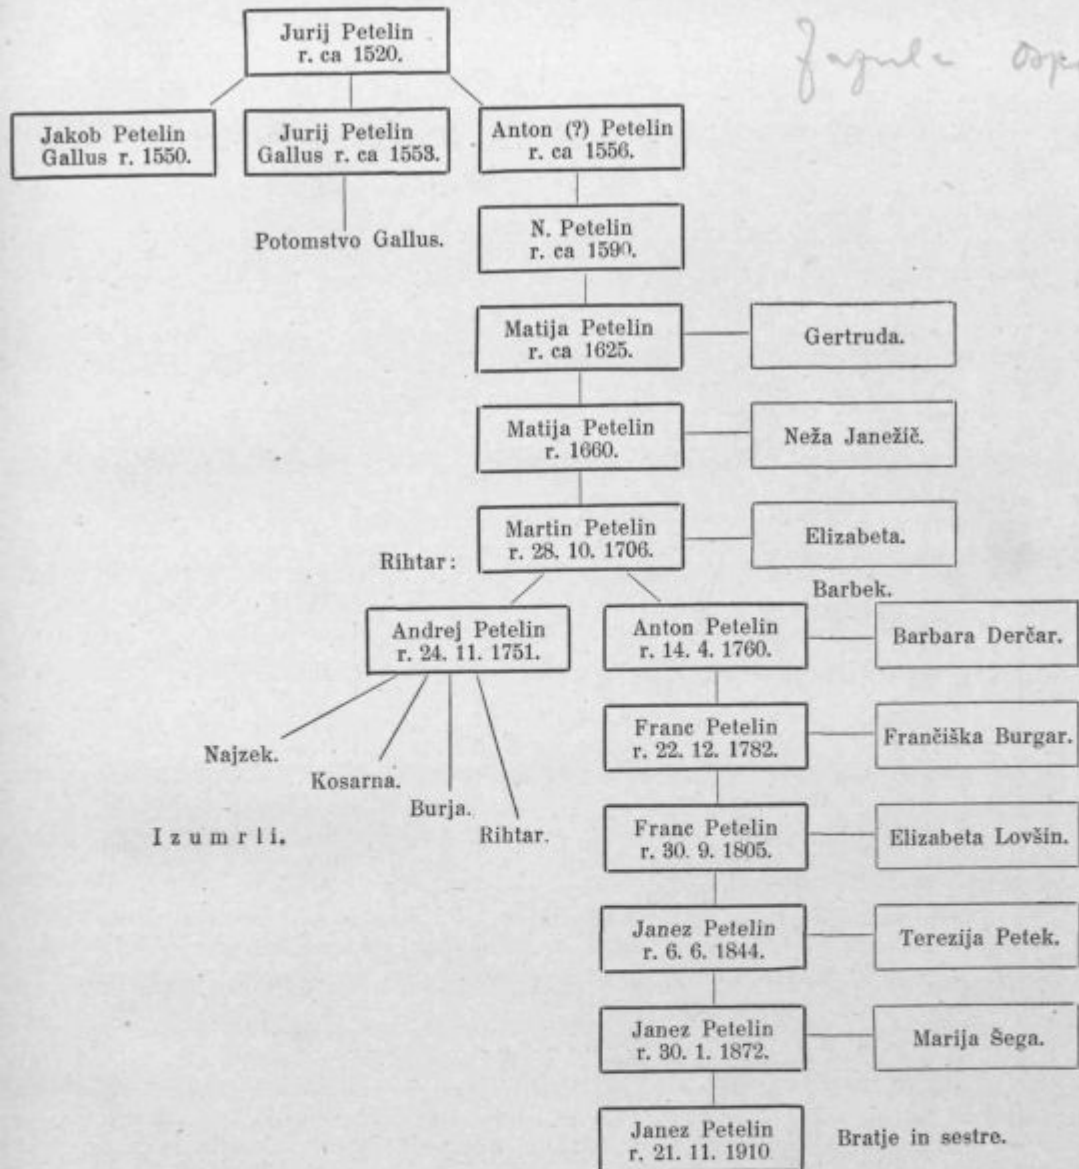 Jurij Petelin
r. ca 1520.
Jakob Petelin
Gallus r. 1550.
Jurij Petelin
Gallus r. ca 1553.
Anton (?) Petelin
r. ca 1556.
Potomstvo Gallus.
N. Petelin
r. ca 1590.
Matija Petelin
r. ca 1625.
Gertruda.
Matija Petelin
r. 1660.
Neža Janežič.
Martin Petelin
r. 28. 10. 1706.
Elizabeta.
Rihtar:
Barbek.
Andrej Petelin
r. 24. 11. 1751.
Anton Petelin
r. 14. 4. 1760.
Barbara Derčar.
Najzek.
Kosarna.
Burja.
Rihtar.
Izumrli.
Franc Petelin
r. 22. 12. 1782.
Frančiška Burgar.
Franc Petelin
r. 30. 9. 1805.
Elizabeta Lovšin.
Janez Petelin
r. 6. 6. 1844.
Terezija Petek.
Janez Petelin
r. 30. 1. 1872.
Marija Šega.
Janez Petelin
r. 21. 11. 1910
Bratje in sestre.